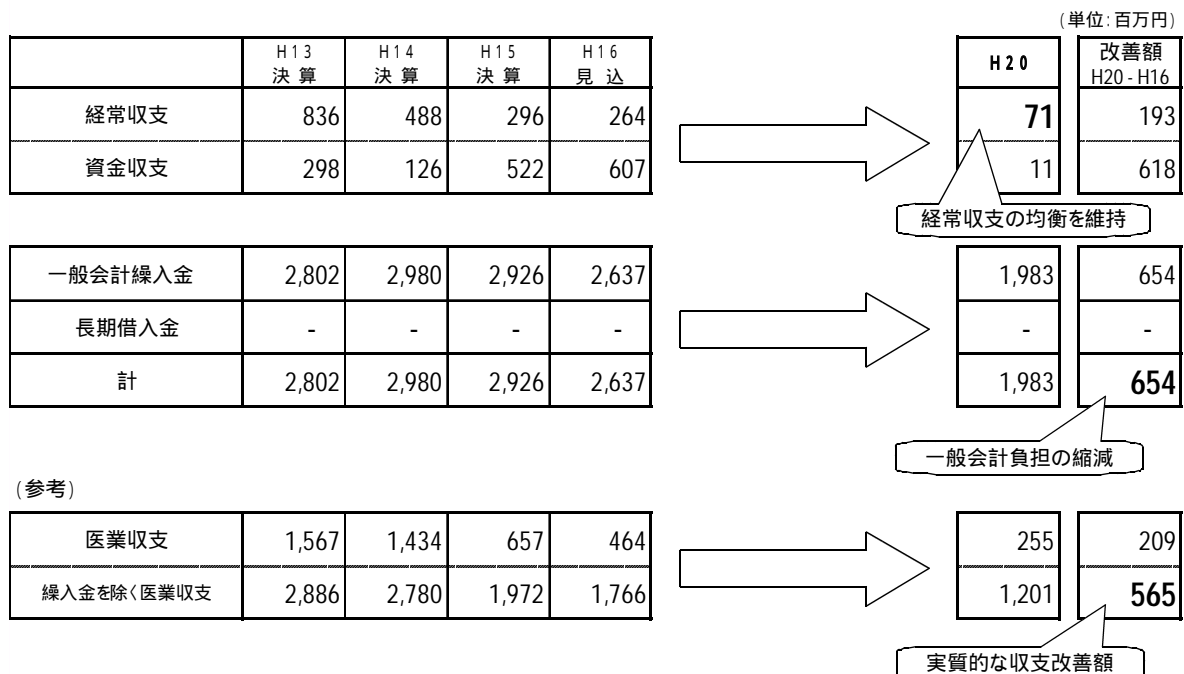 (単位:百万円)
H13 H14 H15 H16 H20 改善額
決算 決算 決算 見込 H20-H16
経常収支 836 488 296 264 71 193
資金収支 298 126 522 607 11 618
経常収支の均衡を維持
一般会計繰入金 2,802 2,980 2,926 2,637 1,983 654
長期借入金 - - - - - -
計 2,802 2,980 2,926 2,637 1,983 654
一般会計負担の縮減
(参考)
医業収支 1,567 1,434 657 464 255 209
繰入金を除く医業収支 2,886 2,780 1,972 1,766 1,201 565
実質的な収支改善額